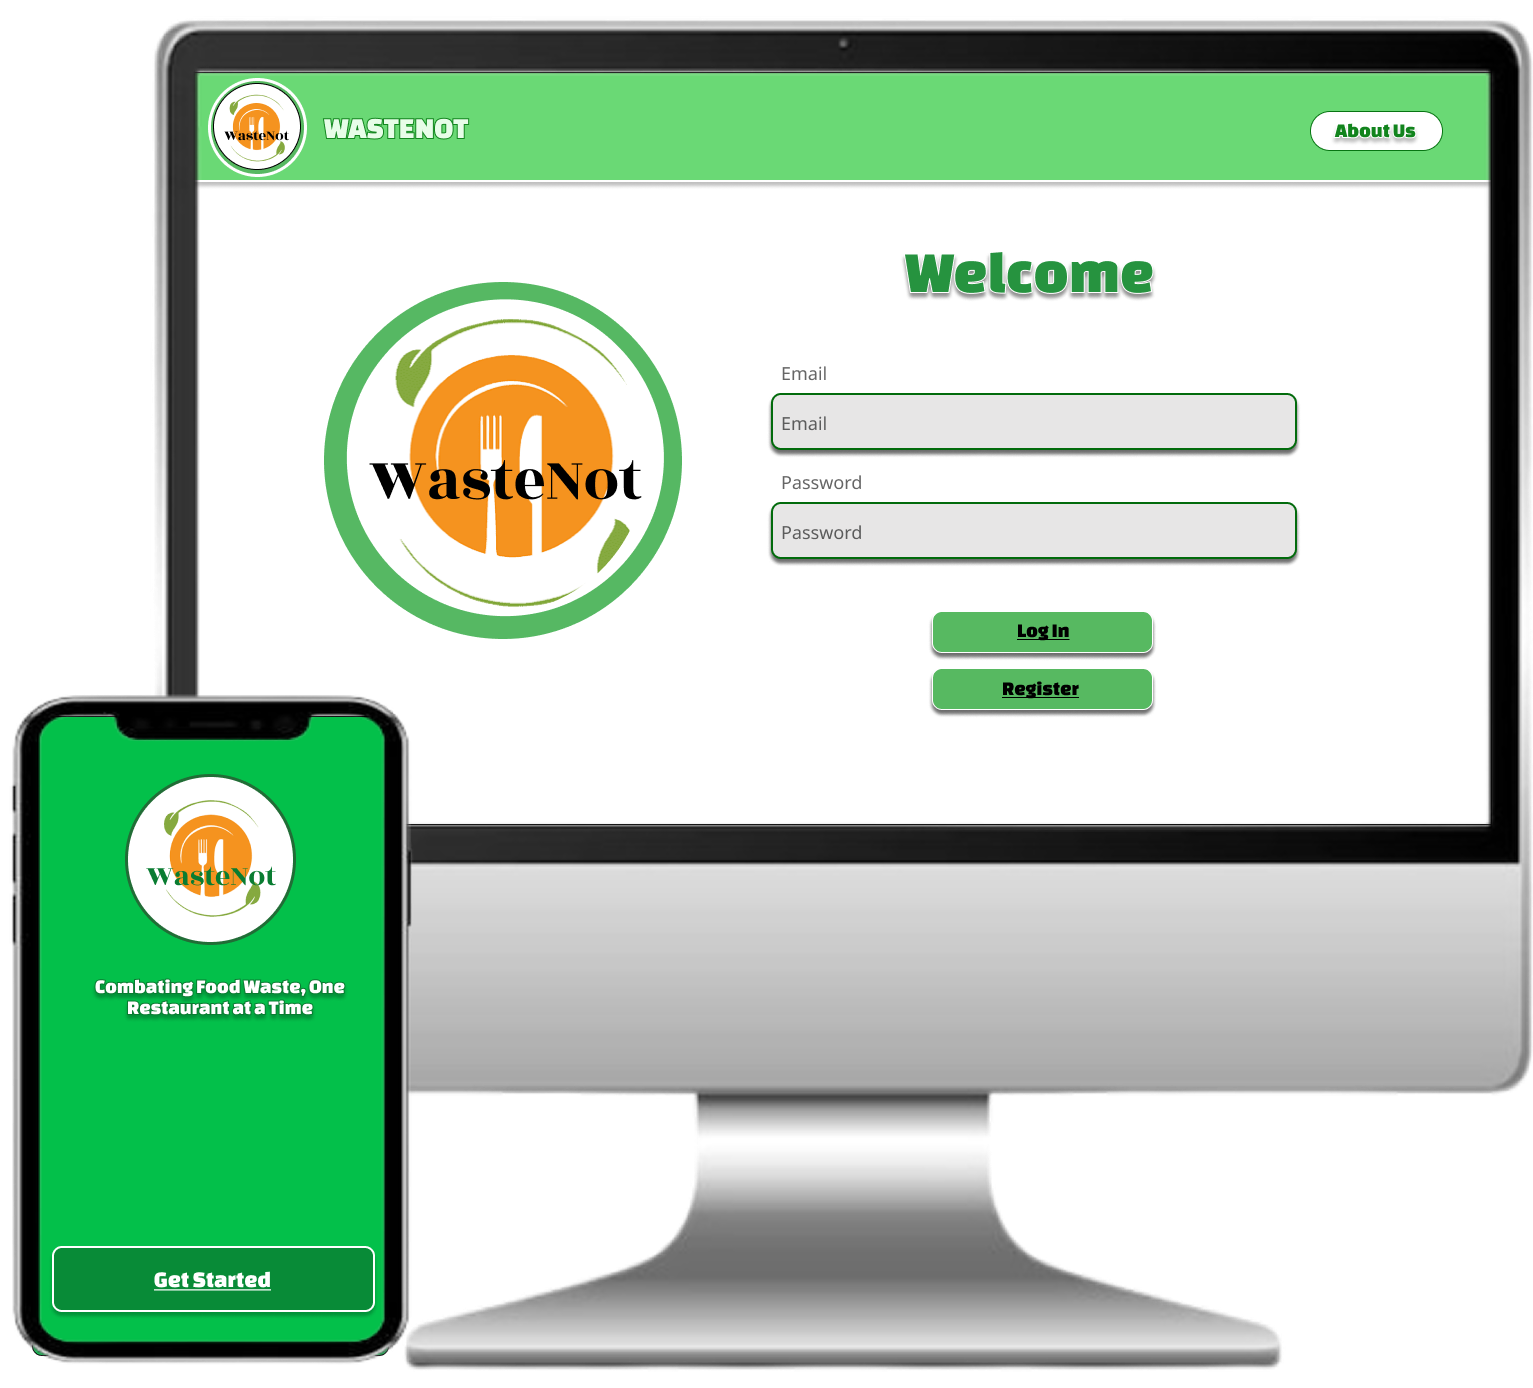 WasteNot
WASTENOT
About Us
Welcome
WasteNot
Email
Email
Password
Password
Log In
Register
WasteNot
Combating Food Waste, One
Restaurant at a Time
Get Started